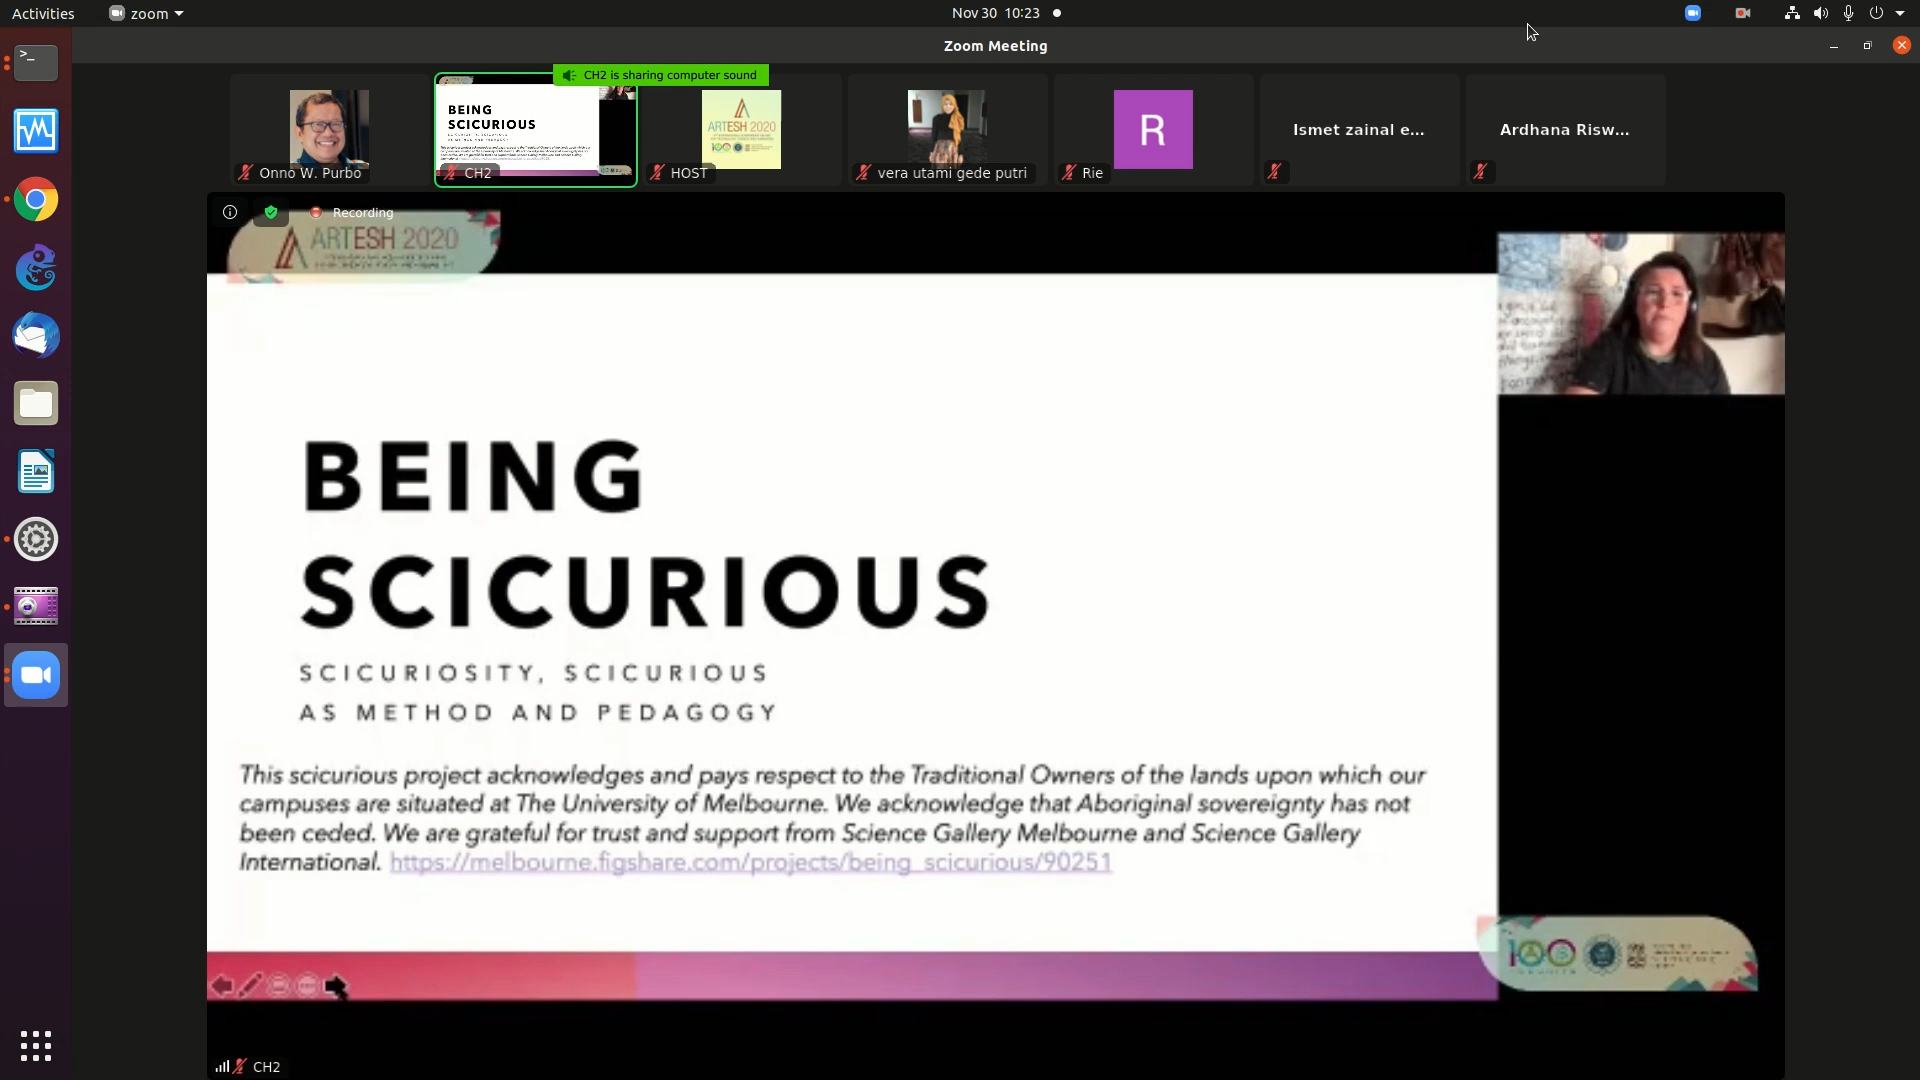 Activities
zoom
Nov 30 10:23
Zoom Meeting
CH2 is sharing computer sound
BEING
SCICURIOUS
ARTESH 2020
R
Ismet zainal e...
Ardhana Risw...
Onno W. Purbo
CH2
HOST
vera utami gede putri
Rie
Recording
ARTESH 2020
BEING
SCICURIOUS
SCICURIOSITY, SCICURIOUS
AS METHOD AND PEDAGOGY
This scicurious project acknowledges and pays respect to the Traditional Owners of the lands upon which our
campuses are situated at The University of Melbourne. We acknowledge that Aboriginal sovereignty has not
been ceded. We are grateful for trust and support from Science Gallery Melbourne and Science Gallery
International. https://melbourne.figshare.com/projects/being_scicurious/90251
100
CH2